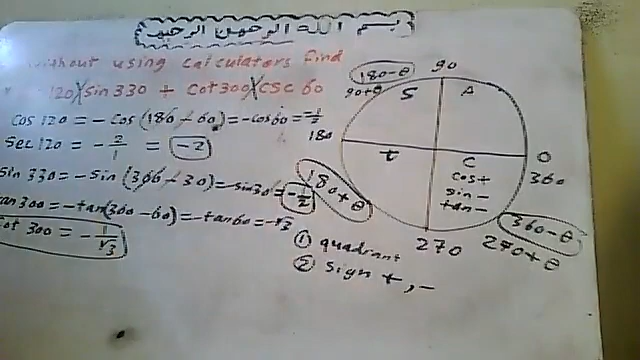 بسم الله الرحمن الرحيم
without using calculators find
120)(sin 330 + Cot 300)(CSC 60
Cos 120 = - Cos (180 - 60) = -Cos 60 = -1/2
Sec 120 = - 2/1 = -2
Sin 330 = - Sin (360 - 30) = -Sin 30 = -1/2
tan 300 = -tan (360 - 60) = -tan 60 = -√3
Cot 300 = - 1/√3
90
180-θ
90+θ
S
A
180
0
360
t
C
cos+
sin-
tan-
180+θ
360-θ
270
270+θ
① quadrant
② sign +, -